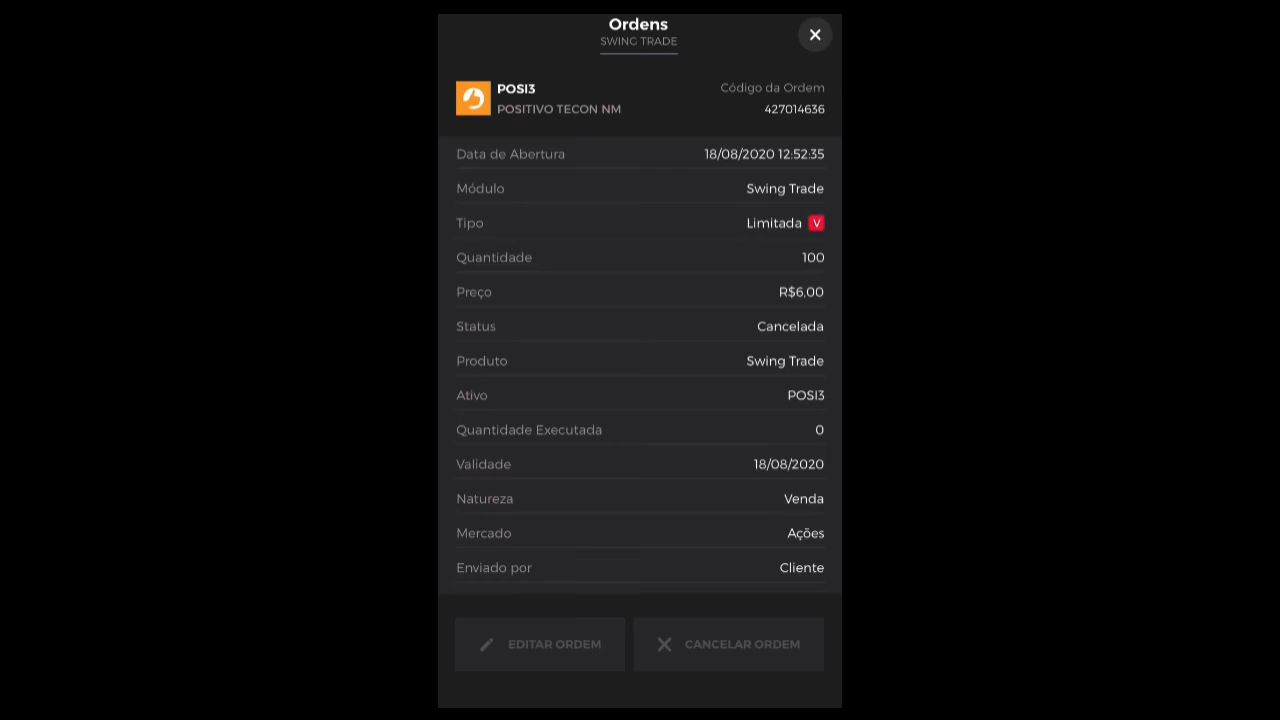 Ordens
SWING TRADE
POSI3
Código da Ordem
POSITIVO TECON NM
427014636
Data de Abertura 18/08/2020 12:52:35
Módulo Swing Trade
Tipo Limitada V
Quantidade 100
Preço R$6.00
Status Cancelada
Produto Swing Trade
Ativo POSI3
Quantidade Executada 0
Validade 18/08/2020
Natureza Venda
Mercado Ações
Enviado por Cliente
EDITAR ORDEM CANCELAR ORDEM